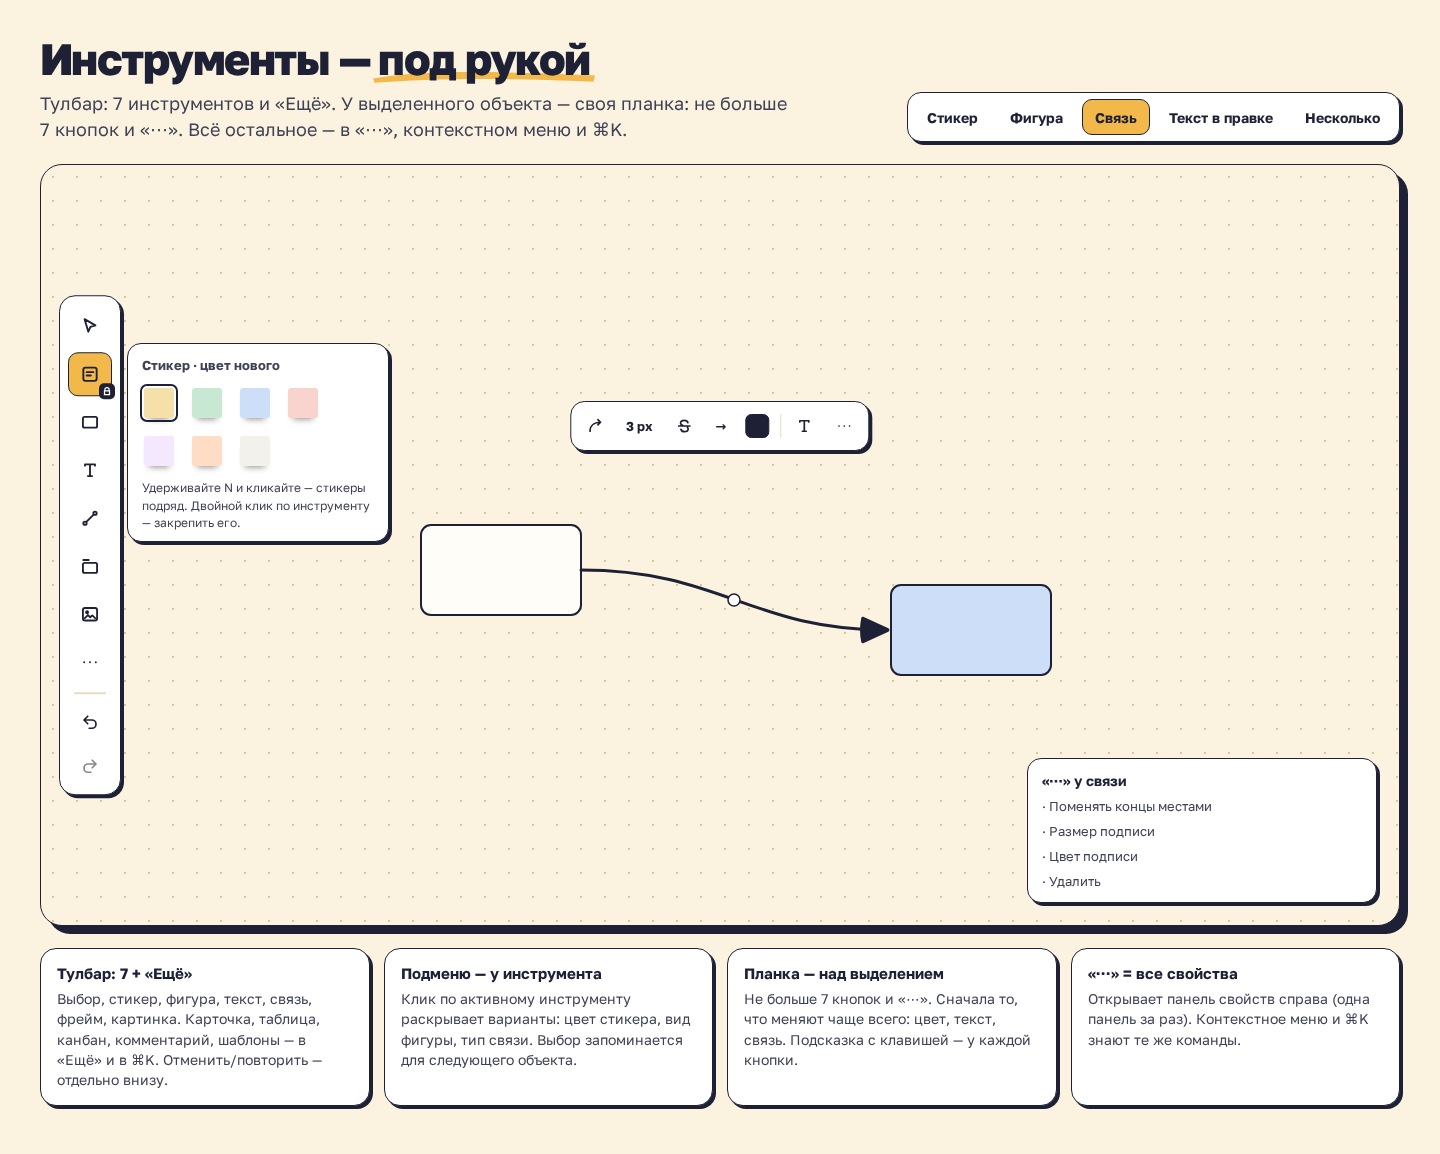 Инструменты — под рукой
Тулбар: 7 инструментов и «Ещё». У выделенного объекта — своя планка: не больше
7 кнопок и «···». Всё остальное — в «···», контекстном меню и ⌘K.
Стикер Фигура Связь Текст в правке Несколько
Стикер · цвет нового
Удерживайте N и кликайте — стикеры
подряд. Двойной клик по инструменту
— закрепить его.
3 px S → T ···
T
···
«···» у связи
· Поменять концы местами
· Размер подписи
· Цвет подписи
· Удалить
Тулбар: 7 + «Ещё»
Выбор, стикер, фигура, текст, связь,
фрейм, картинка. Карточка, таблица,
канбан, комментарий, шаблоны — в
«Ещё» и в ⌘K. Отменить/повторить —
отдельно внизу.
Подменю — у инструмента
Клик по активному инструменту
раскрывает варианты: цвет стикера, вид
фигуры, тип связи. Выбор запоминается
для следующего объекта.
Планка — над выделением
Не больше 7 кнопок и «···». Сначала то,
что меняют чаще всего: цвет, текст,
связь. Подсказка с клавишей — у каждой
кнопки.
«···» = все свойства
Открывает панель свойств справа (одна
панель за раз). Контекстное меню и ⌘K
знают те же команды.